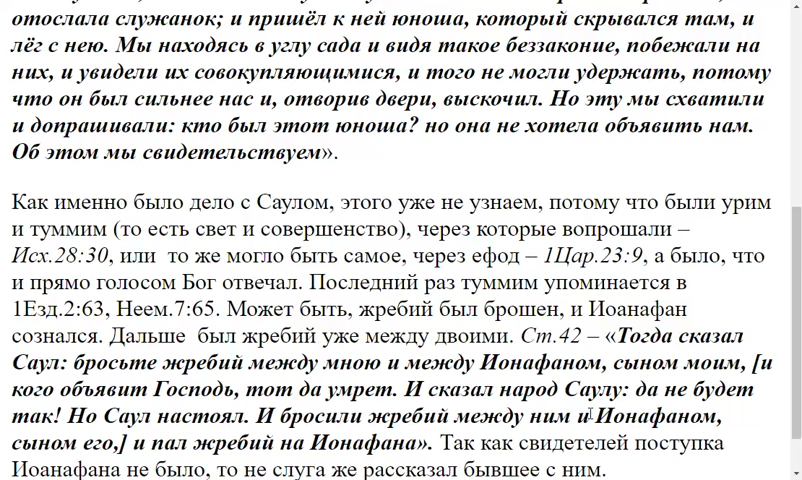 отослала служанок; и пришёл к ней юноша, который скрывался там, и
лёг с нею. Мы находясь в углу сада и видя такое беззаконие, побежали на
них, и увидели их совокупляющимися, и того не могли удержать, потому
что он был сильнее нас и, отворив двери, выскочил. Но эту мы схватили
и допрашивали: кто был этот юноша? но она не хотела объявить нам.
Об этом мы свидетельствуем».
Как именно было дело с Саулом, этого уже не узнаем, потому что были урим
и туммим (то есть свет и совершенство), через которые вопрошали –
Исх.28:30, или  то же могло быть самое, через ефод – 1Цар.23:9, а было, что
и прямо голосом Бог отвечал. Последний раз туммим упоминается в
1Езд.2:63, Неем.7:65. Может быть, жребий был брошен, и Иоанафан
сознался. Дальше  был жребий уже между двоими. Ст.42 – «Тогда сказал
Саул: бросьте жребий между мною и между Ионафаном, сыном моим, [и
кого объявит Господь, тот да умрет. И сказал народ Саулу: да не будет
так! Но Саул настоял. И бросили жребий между ним и Ионафаном,
сыном его,] и пал жребий на Ионафана». Так как свидетелей поступка
Иоанафана не было, то не слуга же рассказал бывшее с ним.